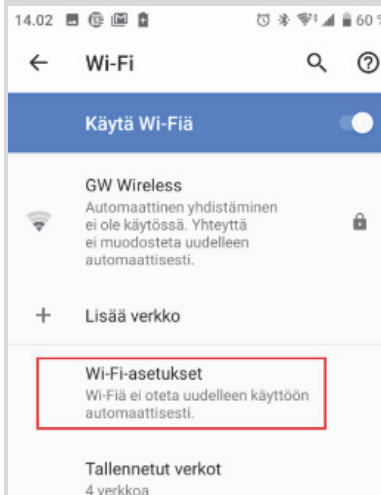 14.02 60 %
Wi-Fi
Käytä Wi-Fiä
GW Wireless
Automaattinen yhdistäminen
ei ole käytössä. Yhteyttä
ei muodosteta uudelleen
automaattisesti.
Lisää verkko
Wi-Fi-asetukset
Wi-Fiä ei oteta uudelleen käyttöön
automaattisesti.
Tallennetut verkot
4 verkkoa